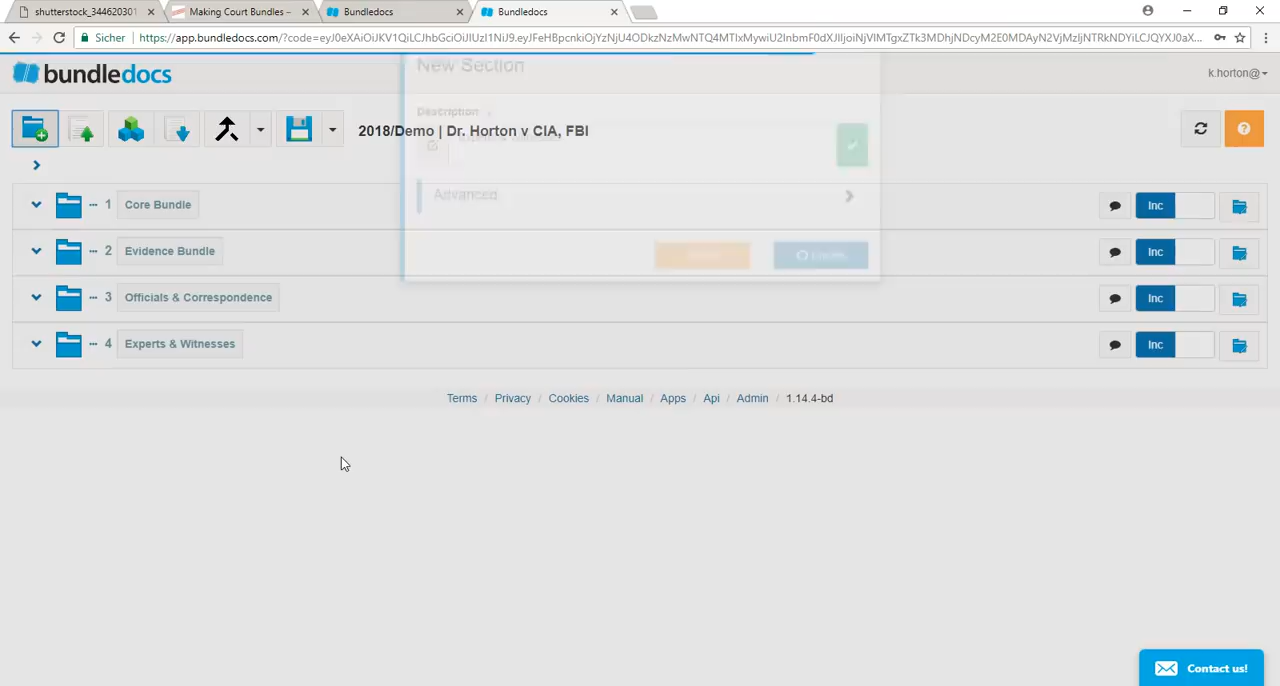 shutterstock_344620301
Making Court Bundles –
Bundledocs
Bundledocs
Sicher
https://app.bundledocs.com/?code=eyJ0eXAiOiJKV1QiLCJhbGciOiJIUzI1NiJ9.eyJFeHBpcnkiOjYzNjU4ODkzNzMwNTQ4MTIxMywiU2InbmF0dXJlIjoiNjVlMTgxZTk3MDhjNDcyM2E0MDAyN2VjMzljNTRkNDYiLCJQYXJ0aX...
bundledocs
k.horton@
New Section
Description
2018/Demo | Dr. Horton v CIA, FBI
Advanced
1 Core Bundle
Inc
2 Evidence Bundle
Inc
3 Officials & Correspondence
Inc
4 Experts & Witnesses
Inc
Terms / Privacy / Cookies / Manual / Apps / Api / Admin / 1.14.4-bd
Contact us!